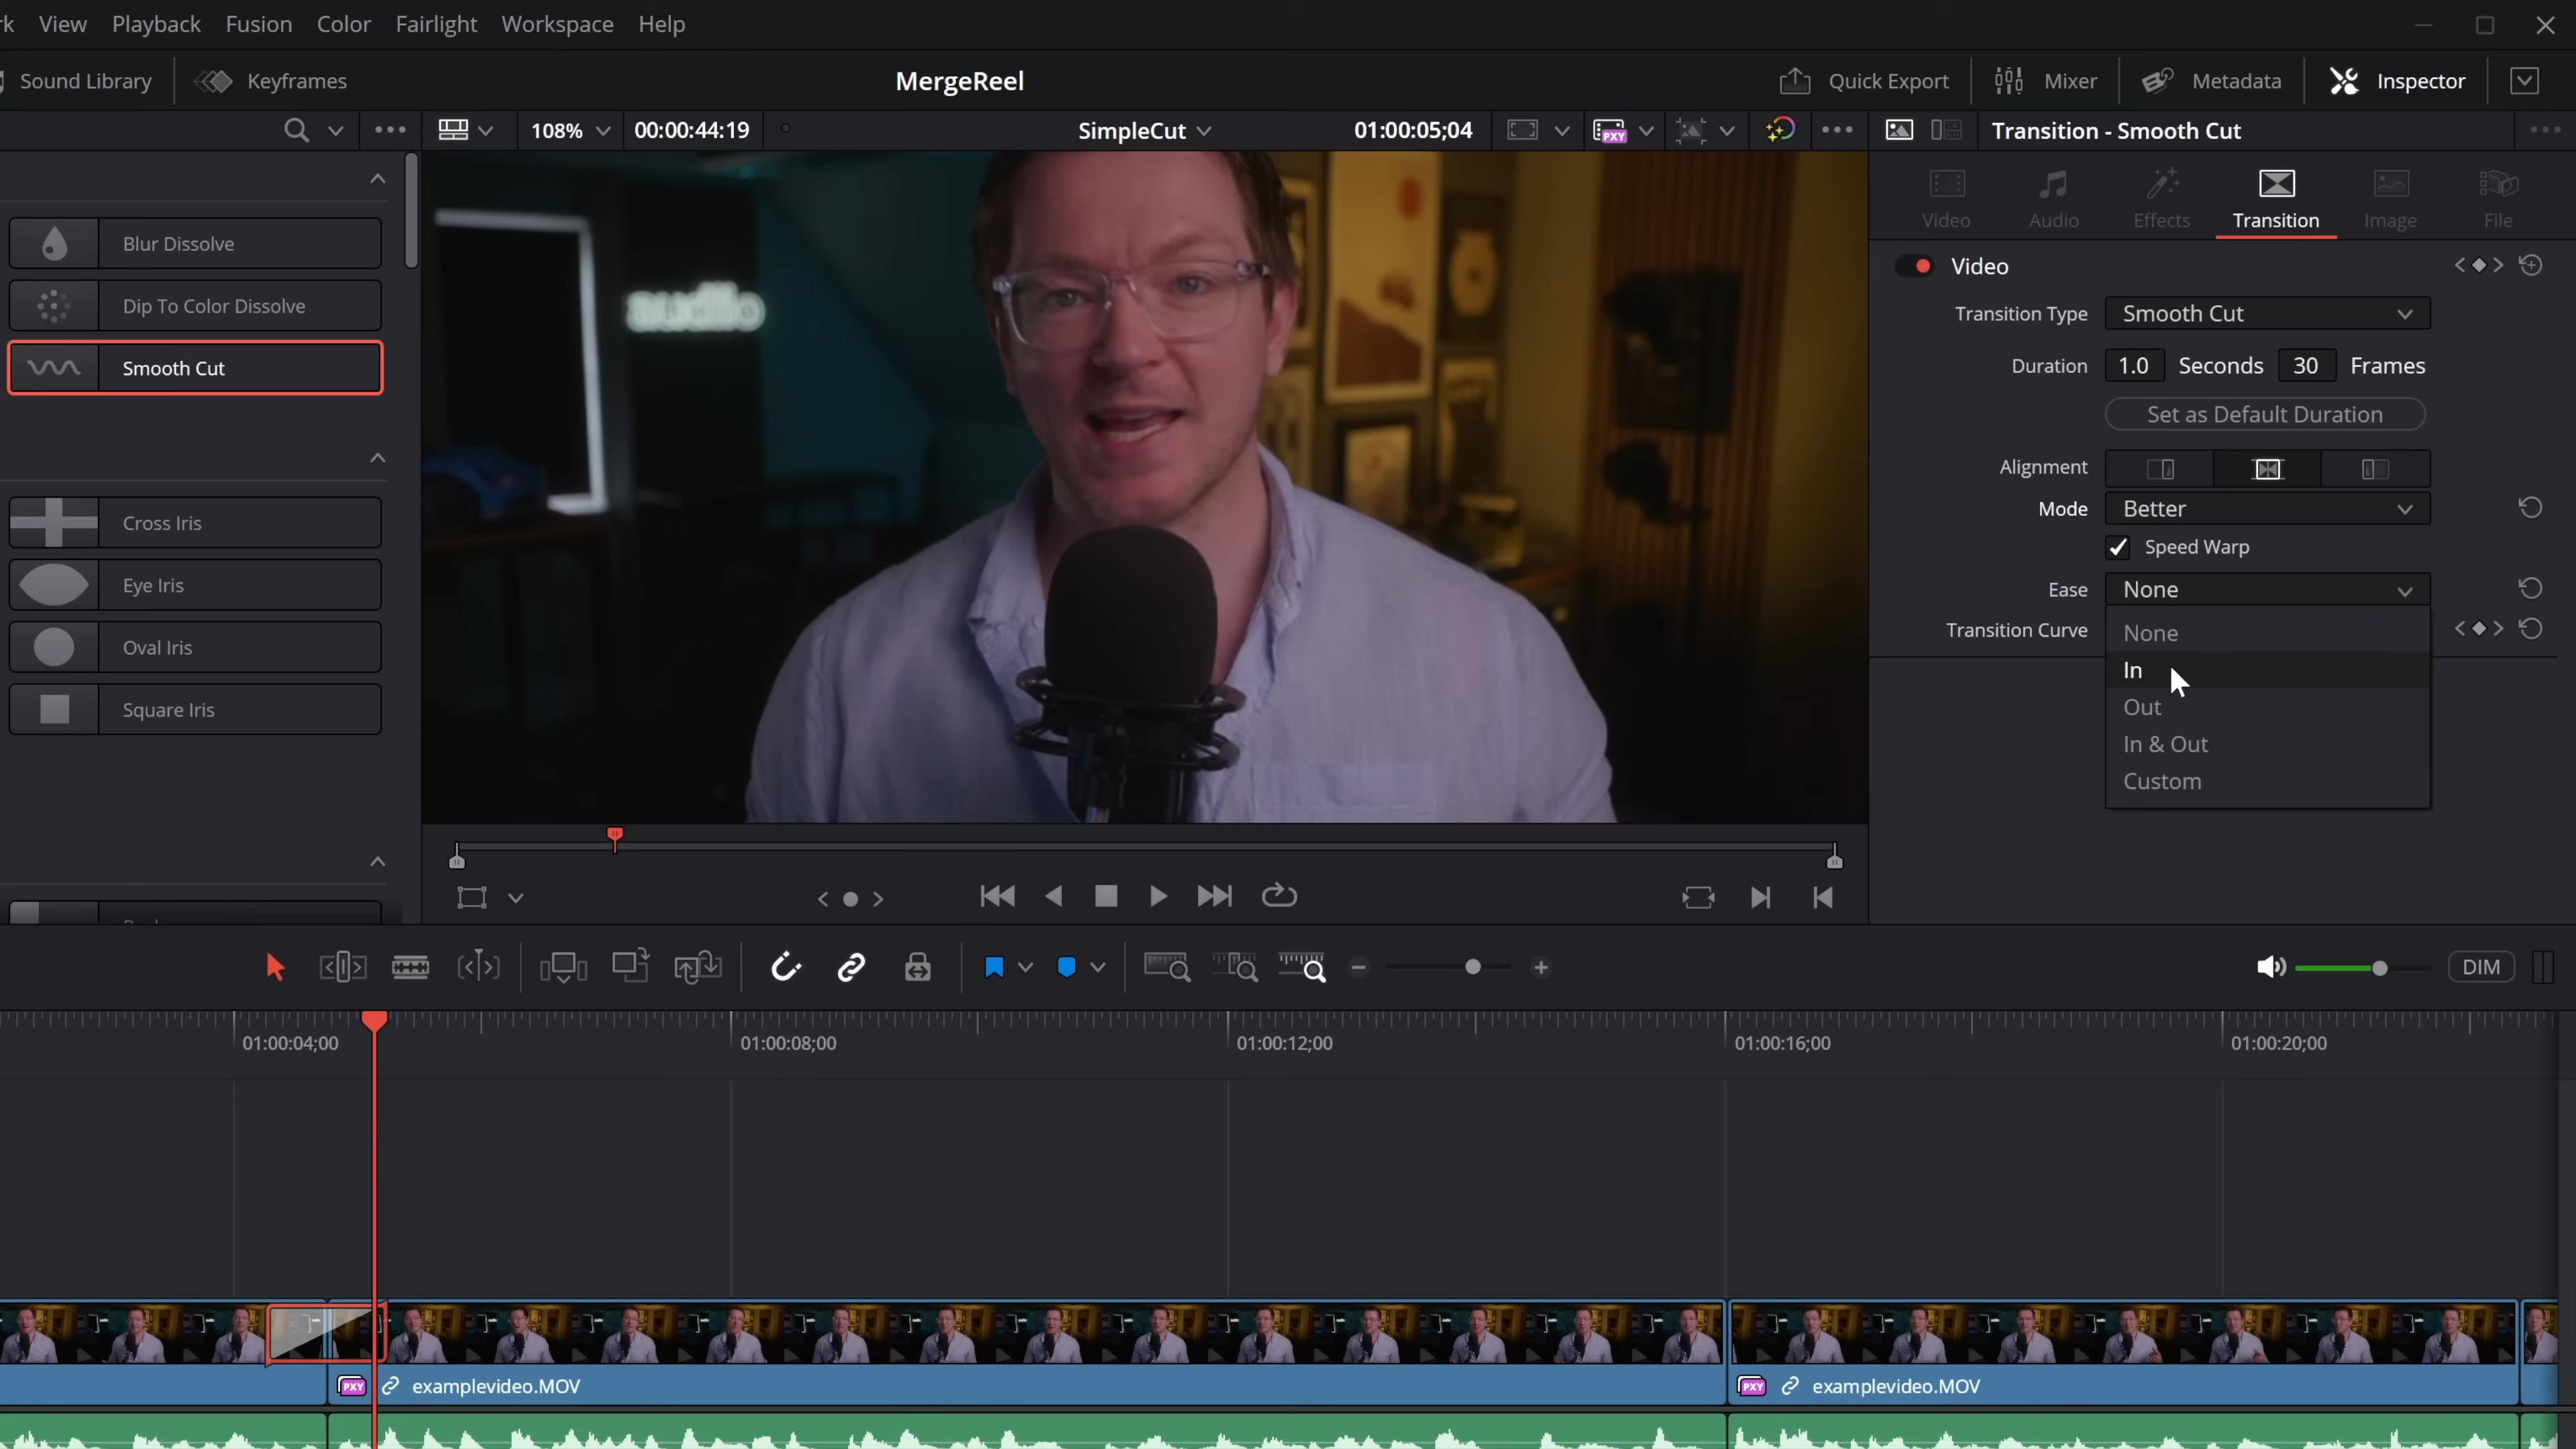 View Playback Fusion Color Fairlight Workspace Help
Sound Library Keyframes MergeReel Quick Export Mixer Metadata Inspector
108% 00:00:44:19 SimpleCut 01:00:05;04 PXY Transition - Smooth Cut
Video Audio Effects Transition Image File
Blur Dissolve
Dip To Color Dissolve
Smooth Cut
Cross Iris
Eye Iris
Oval Iris
Square Iris
audio
Video
Transition Type Smooth Cut
Duration 1.0 Seconds 30 Frames
Set as Default Duration
Alignment
Mode Better
Speed Warp
Ease None
Transition Curve
None
In
Out
In & Out
Custom
DIM
01:00:04;00 01:00:08;00 01:00:12;00 01:00:16;00 01:00:20;00
PXY examplevideo.MOV PXY examplevideo.MOV